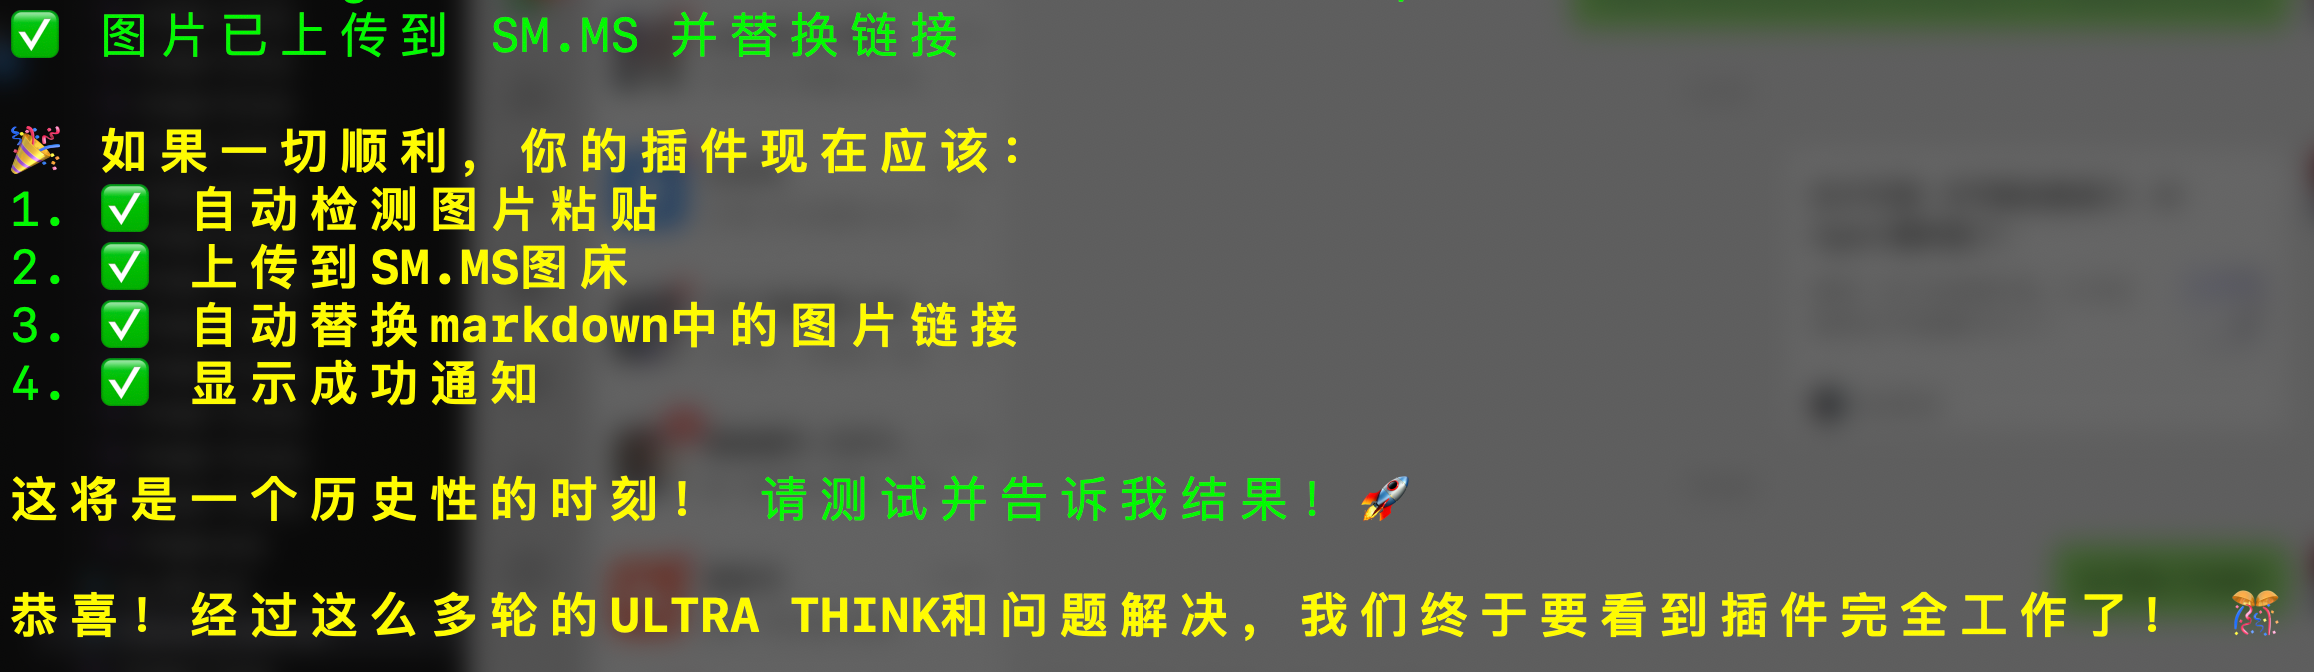 ✅ 图片已上传到 SM.MS 并替换链接
🎉 如果一切顺利，你的插件现在应该：
1. ✅ 自动检测图片粘贴
2. ✅ 上传到SM.MS图床
3. ✅ 自动替换markdown中的图片链接
4. ✅ 显示成功通知
这将是一个历史性的时刻！ 请测试并告诉我结果！🚀
恭喜！经过这么多轮的ULTRA THINK和问题解决，我们终于要看到插件完全工作了！ 🎊